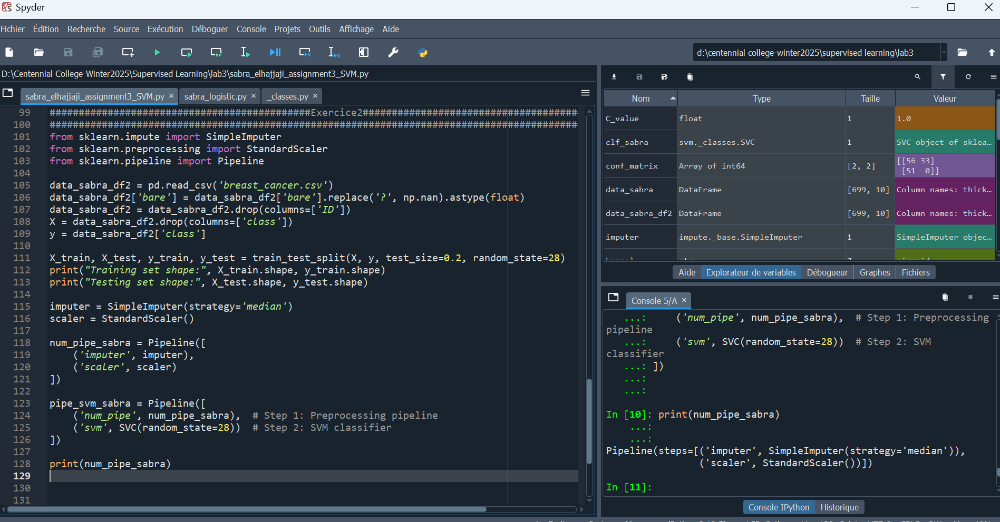 Spyder
Fichier Édition Recherche Source Exécution Déboguer Console Projets Outils Affichage Aide
d:\centennial college-winter2025\supervised learning\lab3
D:\Centennial College-Winter2025\Supervised Learning\lab3\sabra_elhajjaji_assignment3_SVM.py
sabra_elhajjaji_assignment3_SVM.py × sabra_logistic.py × _classes.py ×
99 #############################################Exercice2#####################################
100 ###########################################################################################
101 from sklearn.impute import SimpleImputer
102 from sklearn.preprocessing import StandardScaler
103 from sklearn.pipeline import Pipeline
104
105 data_sabra_df2 = pd.read_csv('breast_cancer.csv')
106 data_sabra_df2['bare'] = data_sabra_df2['bare'].replace('?', np.nan).astype(float)
107 data_sabra_df2 = data_sabra_df2.drop(columns=['ID'])
108 X = data_sabra_df2.drop(columns=['class'])
109 y = data_sabra_df2['class']
110
111 X_train, X_test, y_train, y_test = train_test_split(X, y, test_size=0.2, random_state=28)
112 print("Training set shape:", X_train.shape, y_train.shape)
113 print("Testing set shape:", X_test.shape, y_test.shape)
114
115 imputer = SimpleImputer(strategy='median')
116 scaler = StandardScaler()
117
118 num_pipe_sabra = Pipeline([
119     ('imputer', imputer),
120     ('scaler', scaler)
121 ])
122
123 pipe_svm_sabra = Pipeline([
124     ('num_pipe', num_pipe_sabra),  # Step 1: Preprocessing pipeline
125     ('svm', SVC(random_state=28))  # Step 2: SVM classifier
126 ])
127
128 print(num_pipe_sabra)
129
130
131
Nom Type Taille Valeur
C_value float 1 1.0
clf_sabra svm._classes.SVC 1 SVC object of sklea…
conf_matrix Array of int64 [2, 2] [[56 33]
[51  0]]
data_sabra DataFrame [699, 10] Column names: thick…
data_sabra_df2 DataFrame [699, 10] Column names: thick…
imputer impute._base.SimpleImputer 1 SimpleImputer objec…
Aide Explorateur de variables Débogueur Graphes Fichiers
Console 5/A ×
...:     ('num_pipe', num_pipe_sabra),  # Step 1: Preprocessing
pipeline
...:     ('svm', SVC(random_state=28))  # Step 2: SVM
classifier
...: ])
...:
...:
In [10]: print(num_pipe_sabra)
...:
...:
Pipeline(steps=[('imputer', SimpleImputer(strategy='median')),
('scaler', StandardScaler())])
In [11]:
Console IPython Historique